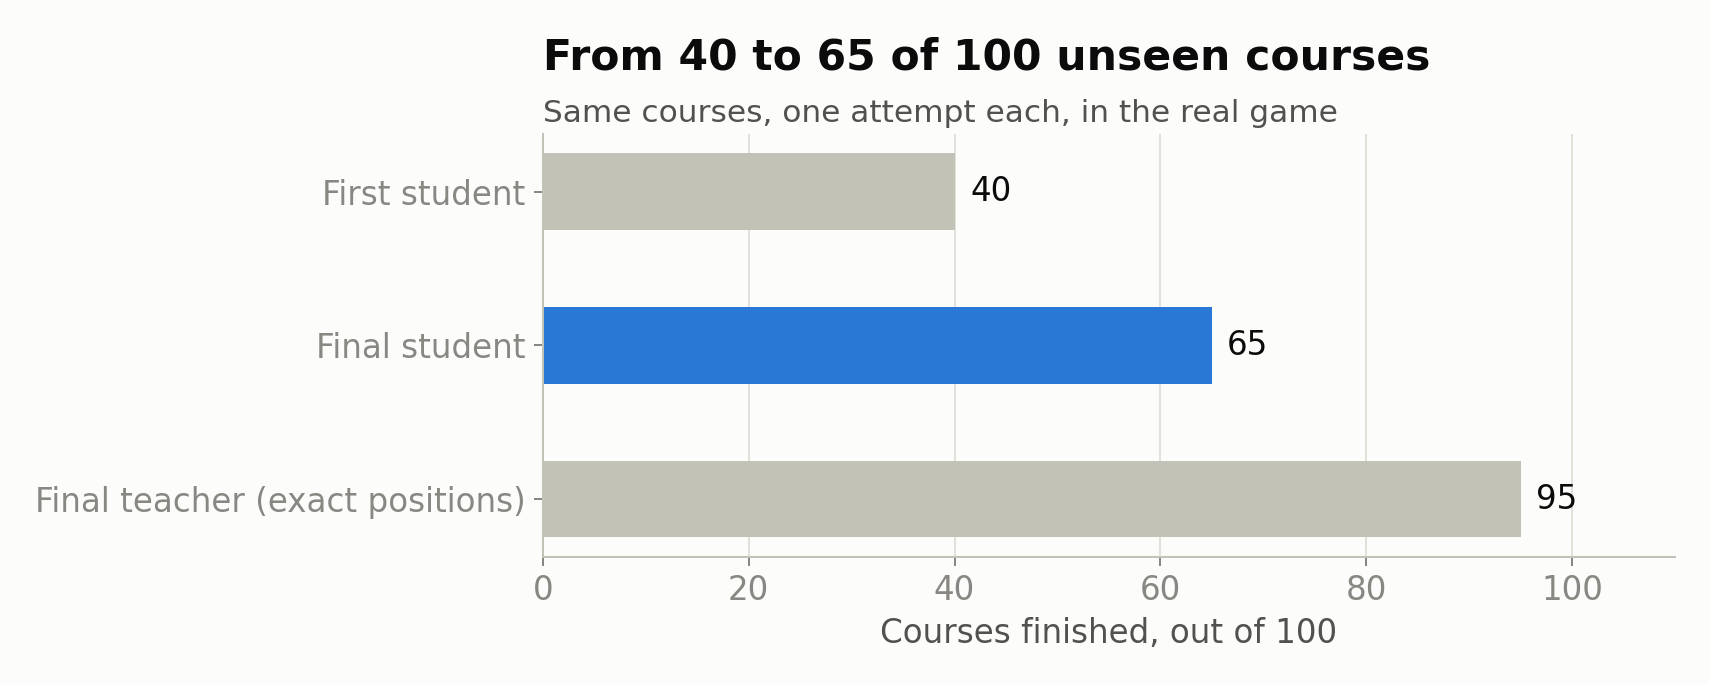 From 40 to 65 of 100 unseen courses
Same courses, one attempt each, in the real game
First student
40
Final student
65
Final teacher (exact positions)
95
0 20 40 60 80 100
Courses finished, out of 100